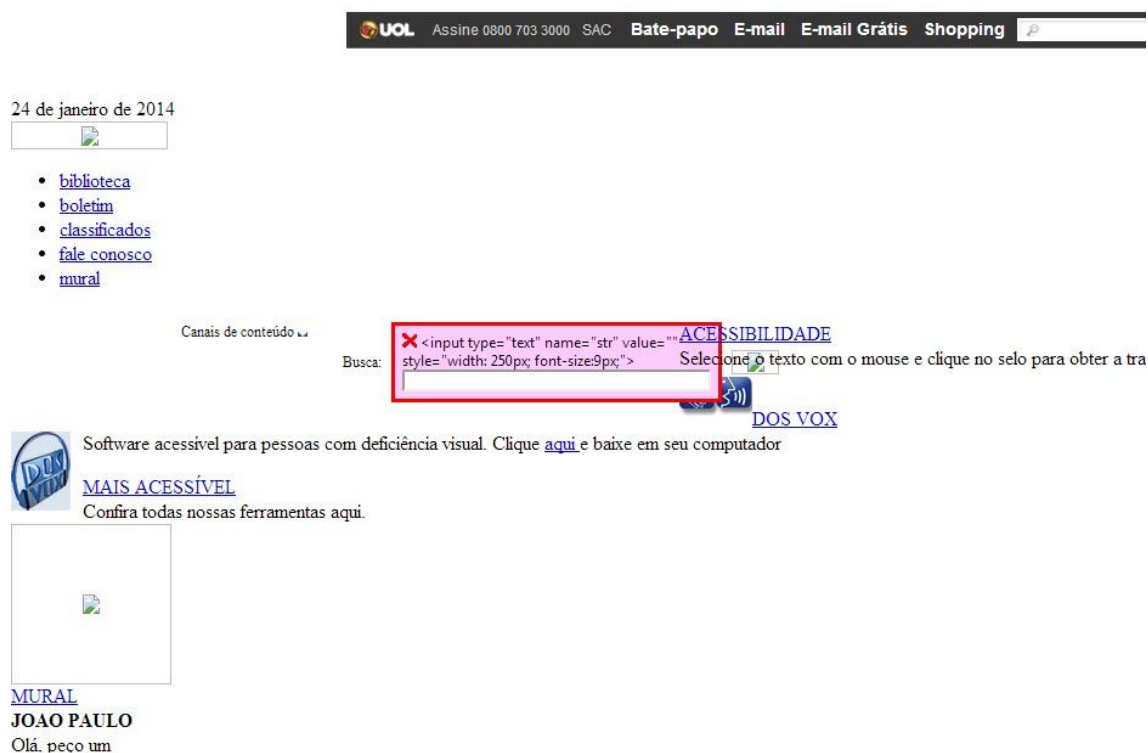 UOL Assine 0800 703 3000 SAC Bate-papo E-mail E-mail Grátis Shopping
24 de janeiro de 2014
biblioteca
boletim
classificados
fale conosco
mural
Canais de conteúdo
Busca:
<input type="text" name="str" value=""
style="width: 250px; font-size:9px;">
ACESSIBILIDADE
Selecione o texto com o mouse e clique no selo para obter a tra
DOS VOX
Software acessível para pessoas com deficiência visual. Clique aqui e baixe em seu computador
DOS
VOX
MAIS ACESSÍVEL
Confira todas nossas ferramentas aqui.
MURAL
JOAO PAULO
Olá, peço um